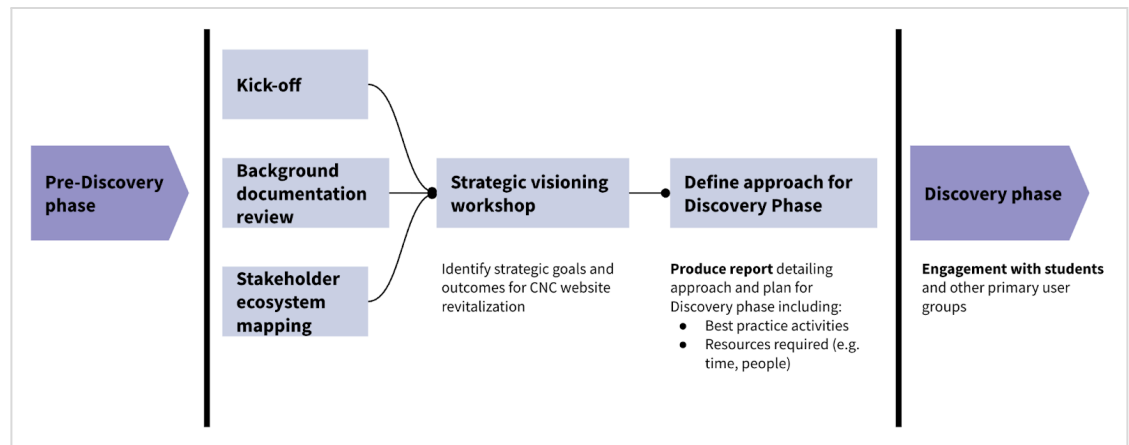 Pre-Discovery
phase
Kick-off
Background
documentation
review
Stakeholder
ecosystem
mapping
Strategic visioning
workshop
Identify strategic goals and
outcomes for CNC website
revitalization
Define approach for
Discovery Phase
Produce report detailing
approach and plan for
Discovery phase including:
● Best practice activities
● Resources required (e.g.
time, people)
Discovery phase
Engagement with students
and other primary user
groups